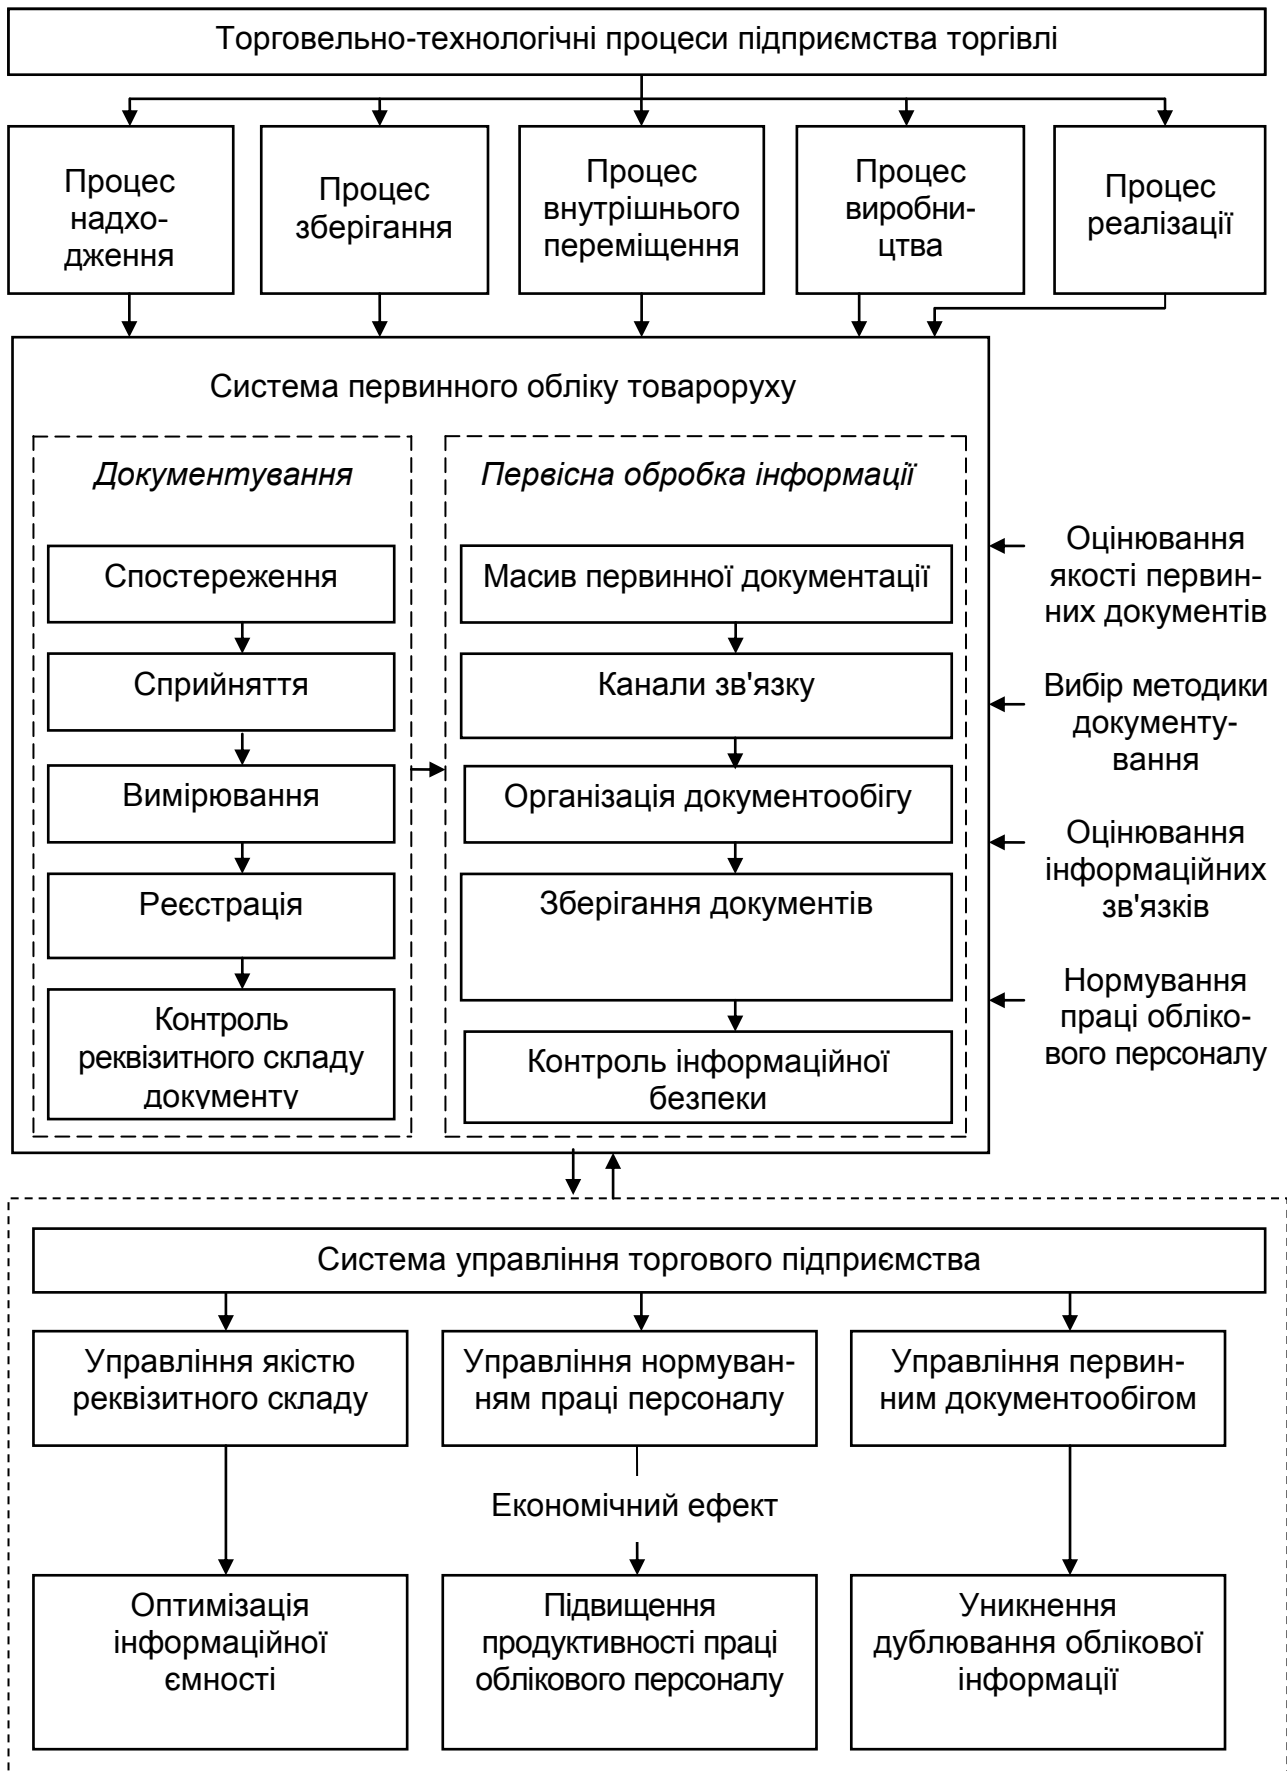 Торговельно-технологічні процеси підприємства торгівлі
Процес
надхо-
дження
Процес
зберігання
Процес
внутрішнього
переміщення
Процес
виробни-
цтва
Процес
реалізації
Система первинного обліку товароруху
Документування
Спостереження
Сприйняття
Вимірювання
Реєстрація
Контроль
реквізитного складу
документу
Первісна обробка інформації
Масив первинної документації
Канали зв'язку
Організація документообігу
Зберігання документів
Контроль інформаційної
безпеки
Оцінювання
якості первин-
них документів
Вибір методики
документу-
вання
Оцінювання
інформаційних
зв'язків
Нормування
праці обліко-
вого персоналу
Система управління торгового підприємства
Управління якістю
реквізитного складу
Управління нормуван-
ням праці персоналу
Управління первин-
ним документообігом
Економічний ефект
Оптимізація
інформаційної
ємності
Підвищення
продуктивності праці
облікового персоналу
Уникнення
дублювання облікової
інформації